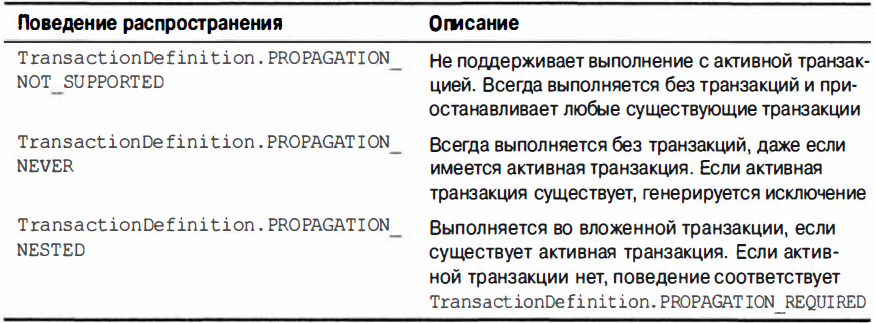 Поведение распространения Описание
TransactionDefinition.PROPAGATION_
NOT_SUPPORTED
Не поддерживает выполнение с активной транзак-
цией. Всегда выполняется без транзакций и при-
останавливает любые существующие транзакции
TransactionDefinition.PROPAGATION_
NEVER
Всегда выполняется без транзакций, даже если
имеется активная транзакция. Если активная
транзакция существует, генерируется исключение
TransactionDefinition.PROPAGATION_
NESTED
Выполняется во вложенной транзакции, если
существует активная транзакция. Если актив-
ной транзакции нет, поведение соответствует
TransactionDefinition.PROPAGATION_REQUIRED